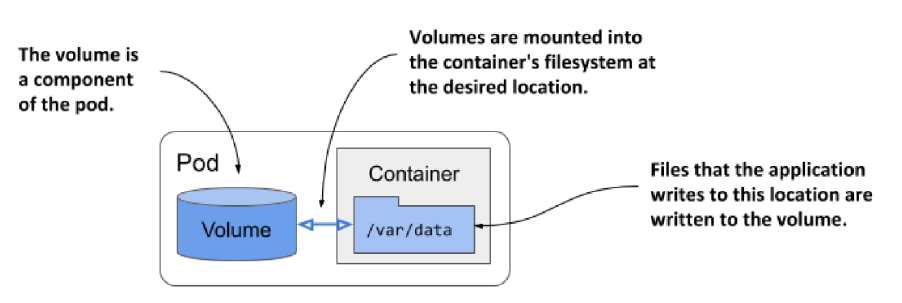 The volume is
a component
of the pod.
Volumes are mounted into
the container's filesystem at
the desired location.
Pod
Volume
Container
/var/data
Files that the application
writes to this location are
written to the volume.